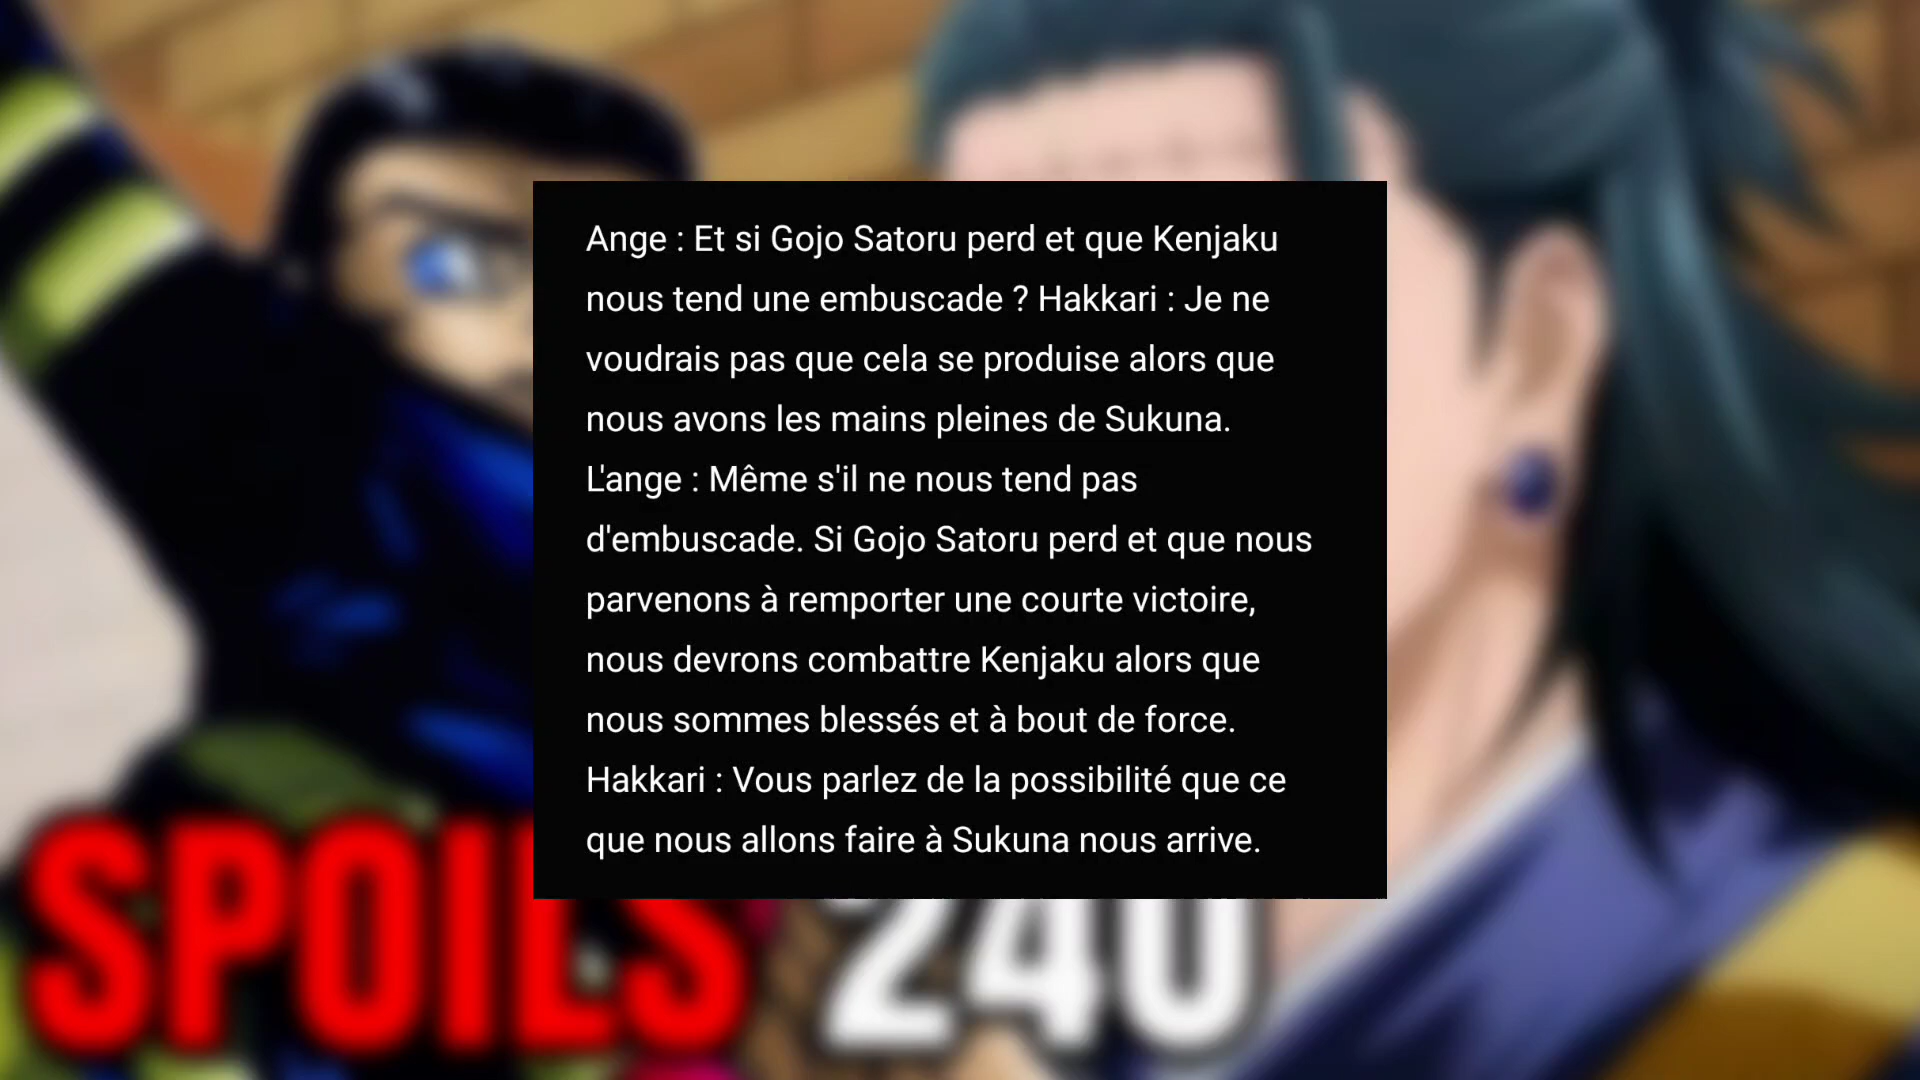 Ange : Et si Gojo Satoru perd et que Kenjaku
nous tend une embuscade ? Hakkari : Je ne
voudrais pas que cela se produise alors que
nous avons les mains pleines de Sukuna.
L'ange : Même s'il ne nous tend pas
d'embuscade. Si Gojo Satoru perd et que nous
parvenons à remporter une courte victoire,
nous devrons combattre Kenjaku alors que
nous sommes blessés et à bout de force.
Hakkari : Vous parlez de la possibilité que ce
que nous allons faire à Sukuna nous arrive.
SPOILS 240